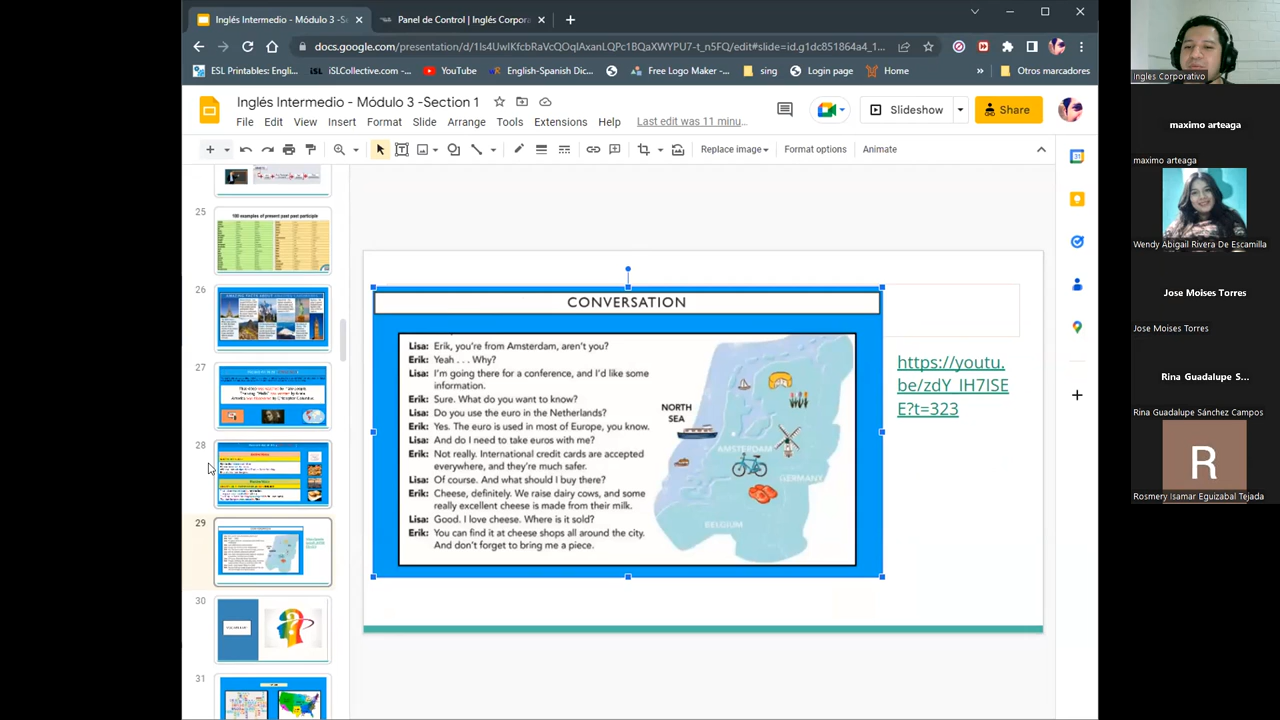 Inglés Intermedio - Módulo 3 -Se
Panel de Control | Inglés Corpora
docs.google.com/presentation/d/1Is4UwIKfcbRaVcQOqIAxanLQPc1BQaXWYPU7-t_n5FQ/edit#slide=id.g1dc851864a4_1...
ESL Printables: Engli...
iSLCollective.com -...
YouTube
English-Spanish Dic...
Free Logo Maker -...
sing
Login page
Home
»
Otros marcadores
Inglés Intermedio - Módulo 3 -Section 1
File Edit View Insert Format Slide Arrange Tools Extensions Help
Last edit was 11 minu...
Slideshow
Share
Replace image
Format options
Animate
25
100 examples of present past past participle
26
27
28
29
30
31
CONVERSATION
Lisa: Erik, you're from Amsterdam, aren't you?
Erik: Yeah . . . Why?
Lisa: I'm going there for a conference, and I'd like some
information.
Erik: Sure. What do you want to know?
Lisa: Do you use the euro in the Netherlands?
Erik: Yes. The euro is used in most of Europe, you know.
Lisa: And do I need to take euros with me?
Erik: Not really. International credit cards are accepted
everywhere, and they're much safer.
Lisa: Of course. And what should I buy there?
Erik: Cheese, definitely. We raise dairy cows, and some
really excellent cheese is made from their milk.
Lisa: Good. I love cheese. Where is it sold?
Erik: You can find it at cheese shops all around the city.
And don't forget to bring me a piece.
NORTH
SEA
AMSTERDAM
GERMANY
BELGIUM
https://youtu.
be/zdY_IH7ISE
E?t=323
Ingles Corporativo
maximo arteaga
maximo arteaga
Wendy Abigail Rivera De Escamilla
Jose Moises Torres
Jose Moises Torres
Rina Guadalupe S...
Rina Guadalupe Sánchez Campos
R
Rosmery Isamar Eguizabal Tejada